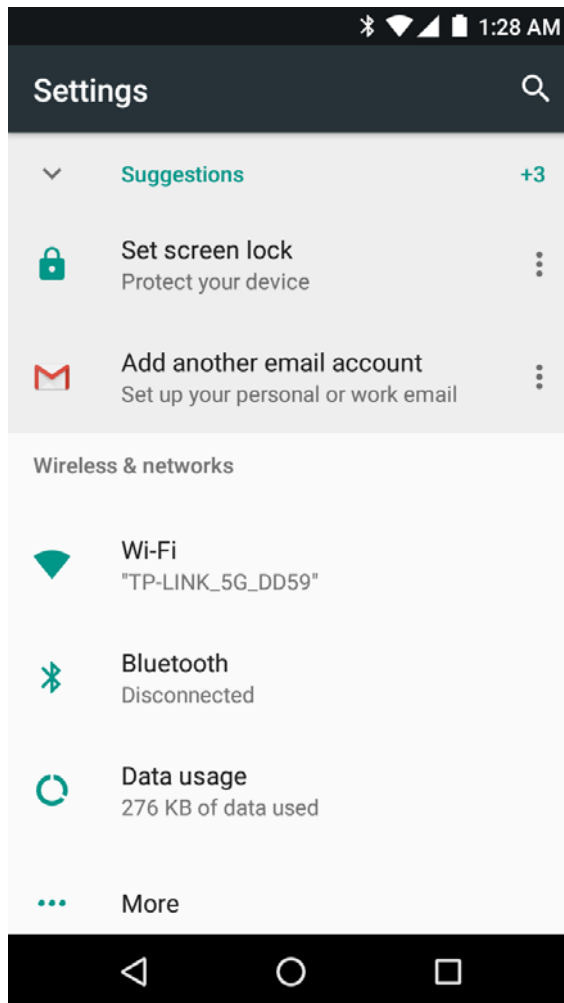 1:28 AM
Settings
Suggestions +3
Set screen lock
Protect your device
Add another email account
Set up your personal or work email
Wireless & networks
Wi-Fi
"TP-LINK_5G_DD59"
Bluetooth
Disconnected
Data usage
276 KB of data used
More